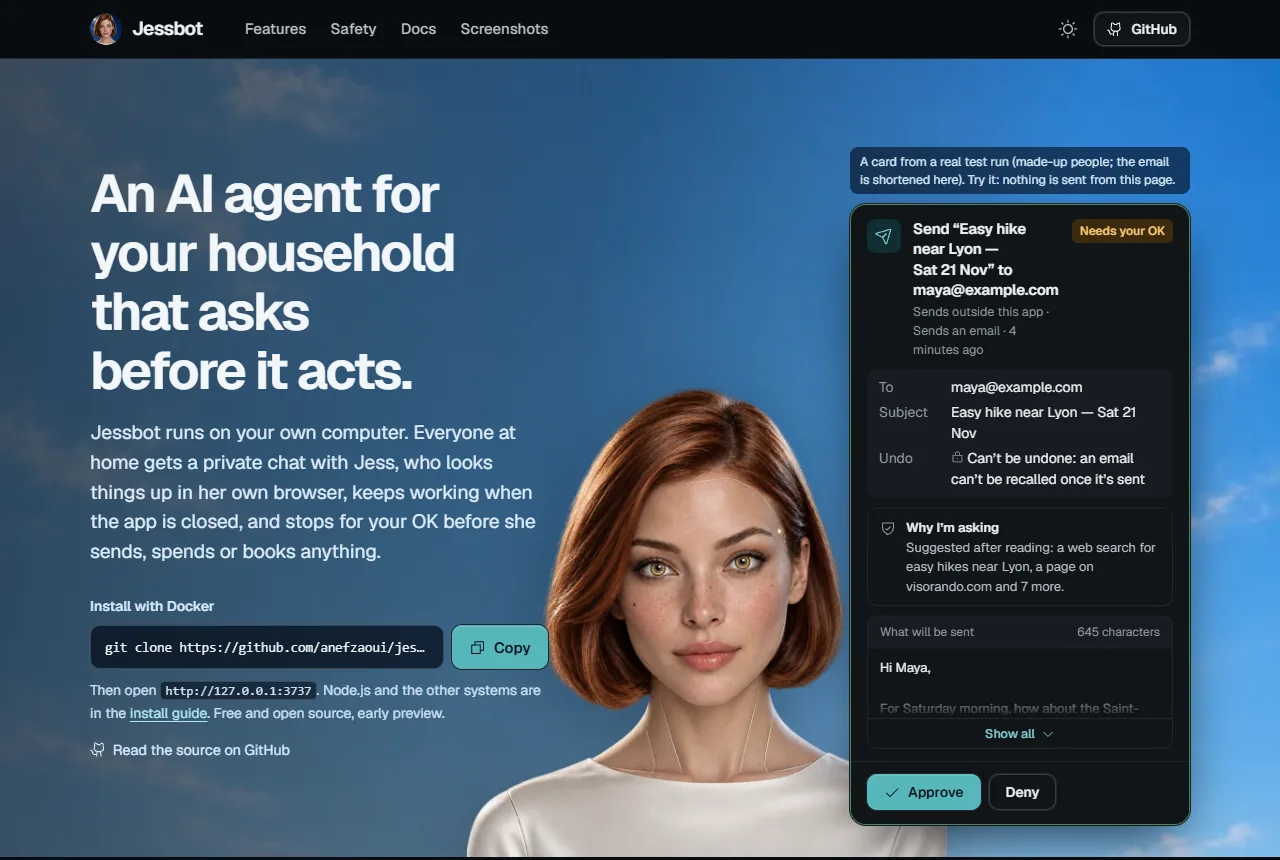 Jessbot
Features
Safety
Docs
Screenshots
GitHub
An AI agent for
your household
that asks
before it acts.
Jessbot runs on your own computer. Everyone at
home gets a private chat with Jess, who looks
things up in her own browser, keeps working when
the app is closed, and stops for your OK before she
sends, spends or books anything.
Install with Docker
git clone https://github.com/anefzaoui/jes…
Copy
Then open http://127.0.0.1:3737. Node.js and the other systems are
in the install guide. Free and open source, early preview.
Read the source on GitHub
A card from a real test run (made-up people; the email
is shortened here). Try it: nothing is sent from this page.
Send “Easy hike
near Lyon —
Sat 21 Nov” to
maya@example.com
Needs your OK
Sends outside this app ·
Sends an email · 4
minutes ago
To maya@example.com
Subject Easy hike near Lyon — Sat 21
Nov
Undo Can’t be undone: an email
can’t be recalled once it’s sent
Why I’m asking
Suggested after reading: a web search for
easy hikes near Lyon, a page on
visorando.com and 7 more.
What will be sent 645 characters
Hi Maya,
For Saturday morning, how about the Saint-
Show all
Approve
Deny